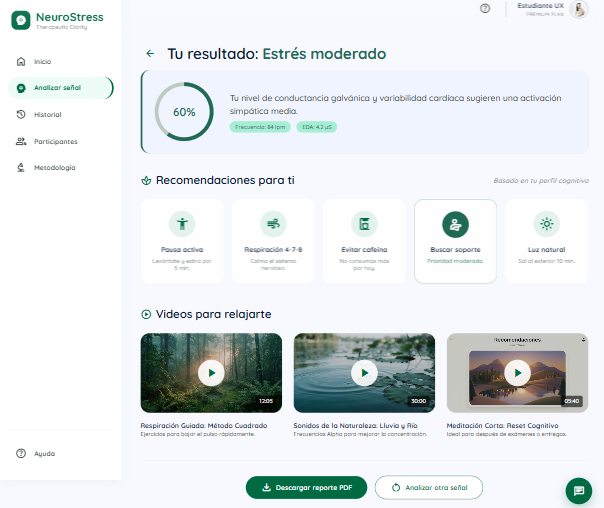 NeuroStress
Therapeutic Clarity
Estudiante UX
PREMIUM PLAN
Inicio
Analizar señal
Historial
Participantes
Metodología
Ayuda
Tu resultado: Estrés moderado
60%
Tu nivel de conductancia galvánica y variabilidad cardíaca sugieren una activación
simpática media.
Frecuencia: 84 lpm
EDA: 4.2 µS
Recomendaciones para ti
Basado en tu perfil cognitivo
Pausa activa
Levántate y estira por
5 min.
Respiración 4-7-8
Calma el sistema
nervioso.
Evitar cafeína
No consumas más
por hoy.
Buscar soporte
Prioridad moderada.
Luz natural
Sal al exterior 10 min.
Videos para relajarte
12:05
Respiración Guiada: Método Cuadrado
Ejercicios para bajar el pulso rápidamente.
30:00
Sonidos de la Naturaleza: Lluvia y Río
Frecuencias Alpha para mejorar la concentración.
Recomendaciones
05:40
Meditación Corta: Reset Cognitivo
Ideal para después de exámenes o entregas.
Descargar reporte PDF
Analizar otra señal